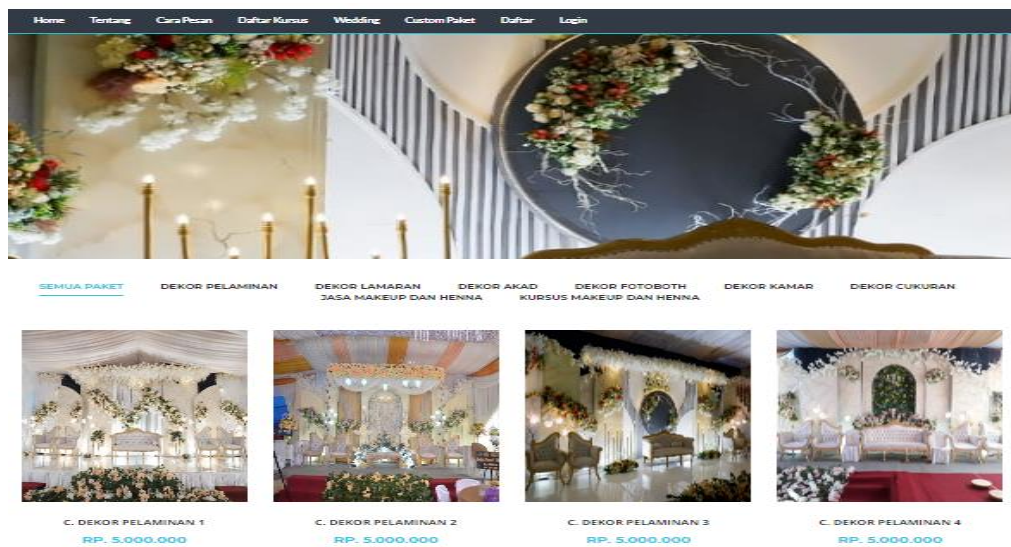 Home Tentang Cara Pesan Daftar Kursus Wedding Custom Paket Daftar Login
SEMUA PAKET DEKOR PELAMINAN DEKOR LAMARAN DEKOR AKAD DEKOR FOTOBOTH DEKOR KAMAR DEKOR CUKURAN
JASA MAKEUP DAN HENNA KURSUS MAKEUP DAN HENNA
C. DEKOR PELAMINAN 1 C. DEKOR PELAMINAN 2 C. DEKOR PELAMINAN 3 C. DEKOR PELAMINAN 4
RP. 5.000.000 RP. 5.000.000 RP. 5.000.000 RP. 5.000.000